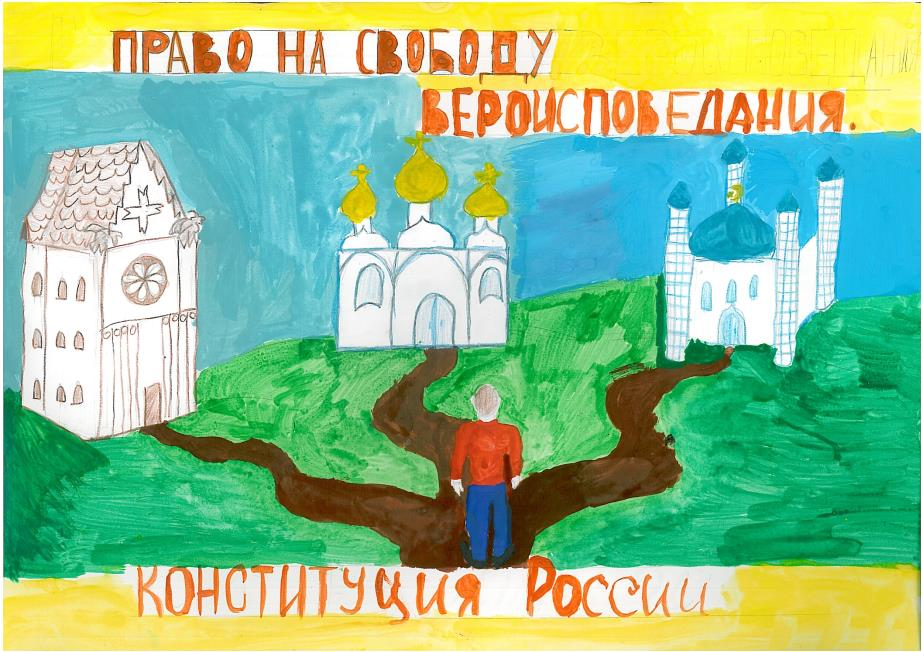 ПРАВО НА СВОБОДУ
ВЕРОИСПОВЕДАНИЯ.
КОНСТИТУЦИЯ РОССИИ